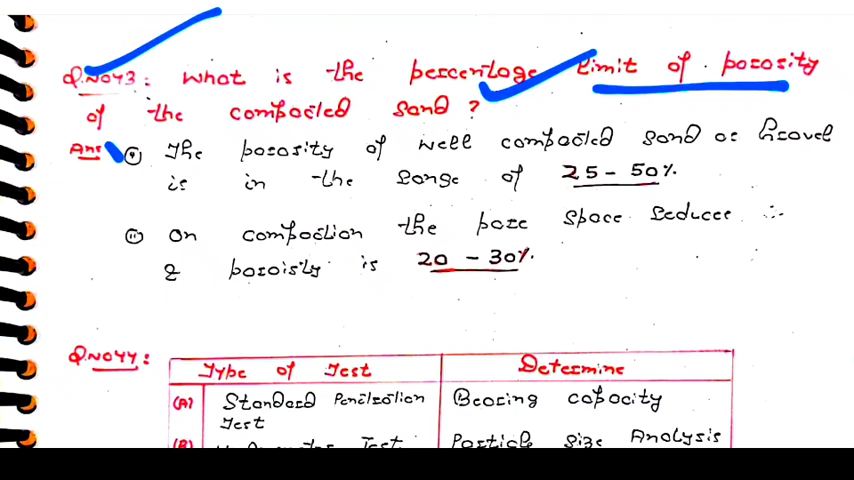 Q.NO43: What is the percentage limit of porosity
of the compacted sand ?
Ans (i) The porosity of well compacted sand or Gravel
is in the range of 25-50%.
(ii) On compaction the pore space reduces ∴
& porosity is 20 - 30%.
Q.NO44:
Type of Test Determine
(A) Standard Penetration Test Bearing capacity
(B) Test Particle Size Analysis